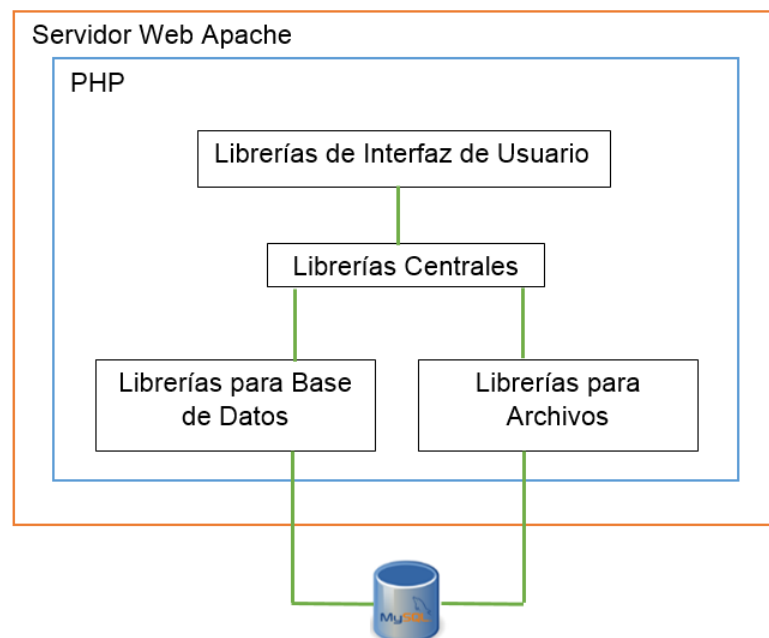 Servidor Web Apache
PHP
Librerías de Interfaz de Usuario
Librerías Centrales
Librerías para Base
de Datos
Librerías para
Archivos
MySQL